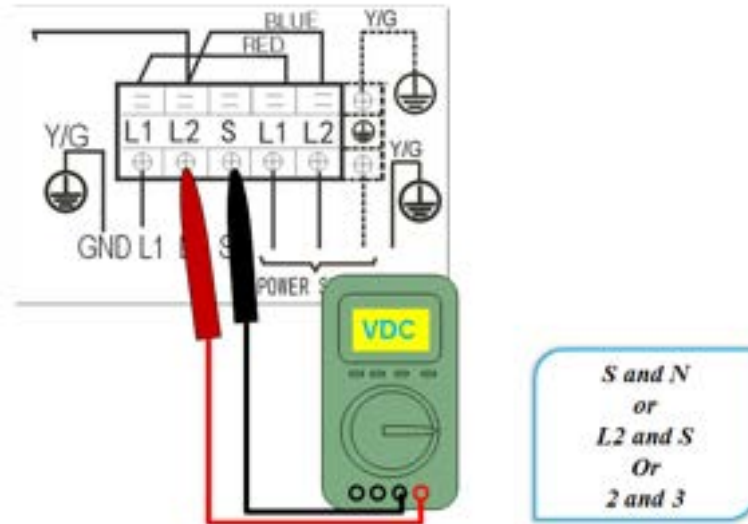 BLUE Y/G
RED
Y/G L1 L2 S L1 L2 Y/G
GND L1
POWER S
VDC
S and N
or
L2 and S
Or
2 and 3